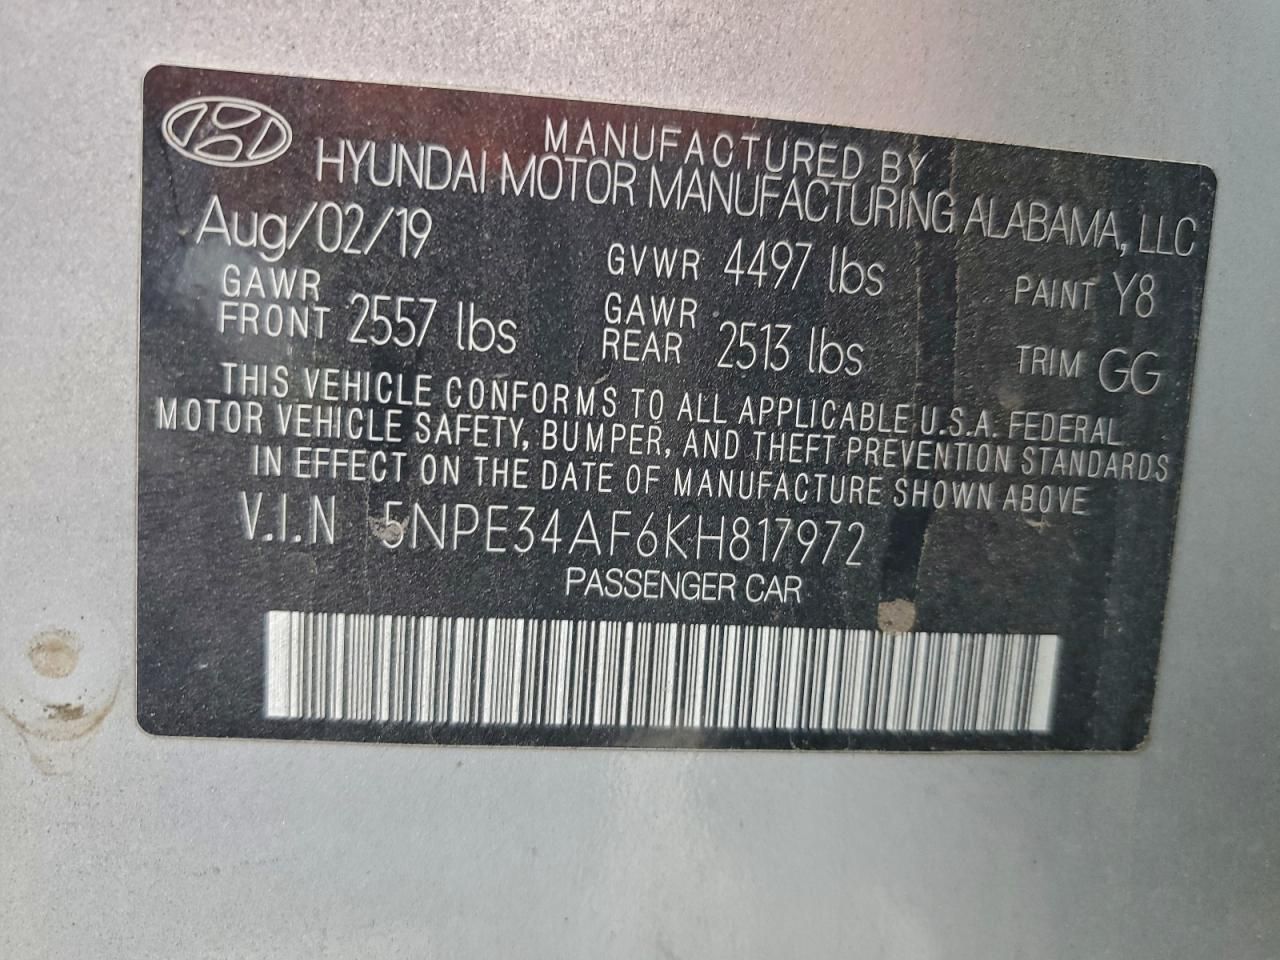 MANUFACTURED BY
HYUNDAI MOTOR MANUFACTURING ALABAMA, LLC
Aug/02/19 GVWR 4497 lbs PAINT Y8
GAWR FRONT 2557 lbs GAWR REAR 2513 lbs TRIM GG
THIS VEHICLE CONFORMS TO ALL APPLICABLE U.S.A. FEDERAL
MOTOR VEHICLE SAFETY, BUMPER, AND THEFT PREVENTION STANDARDS
IN EFFECT ON THE DATE OF MANUFACTURE SHOWN ABOVE
V.I.N 5NPE34AF6KH817972
PASSENGER CAR